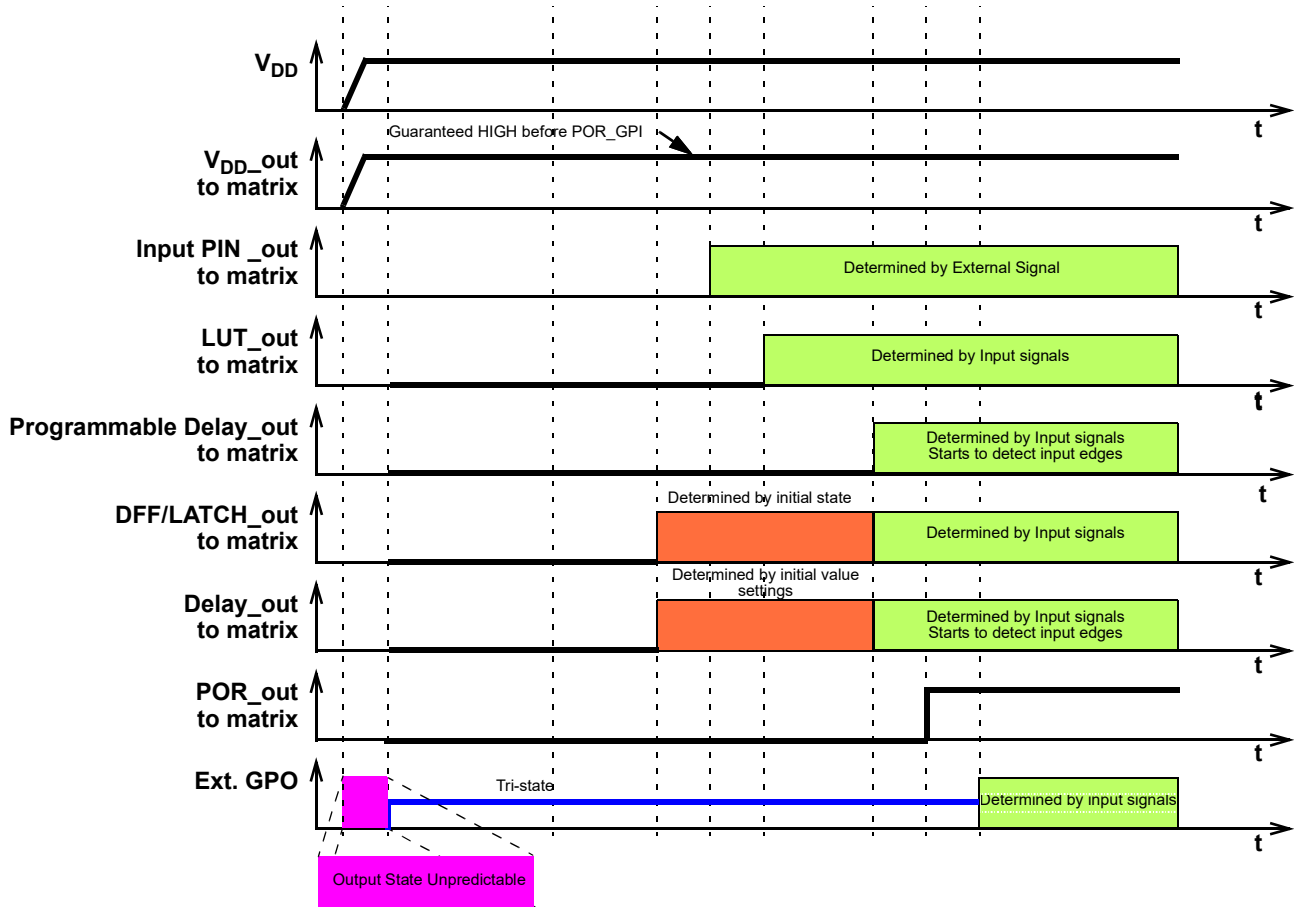 VDD
t
Guaranteed HIGH before POR_GPI
VDD_out
to matrix
t
Input PIN _out
to matrix
Determined by External Signal
t
LUT_out
to matrix
Determined by Input signals
t
Programmable Delay_out
to matrix
Determined by Input signals
Starts to detect input edges
t
DFF/LATCH_out
to matrix
Determined by initial state
Determined by Input signals
t
Delay_out
to matrix
Determined by initial value
settings
Determined by Input signals
Starts to detect input edges
t
POR_out
to matrix
t
Ext. GPO
Tri-state
Determined by input signals
t
Output State Unpredictable